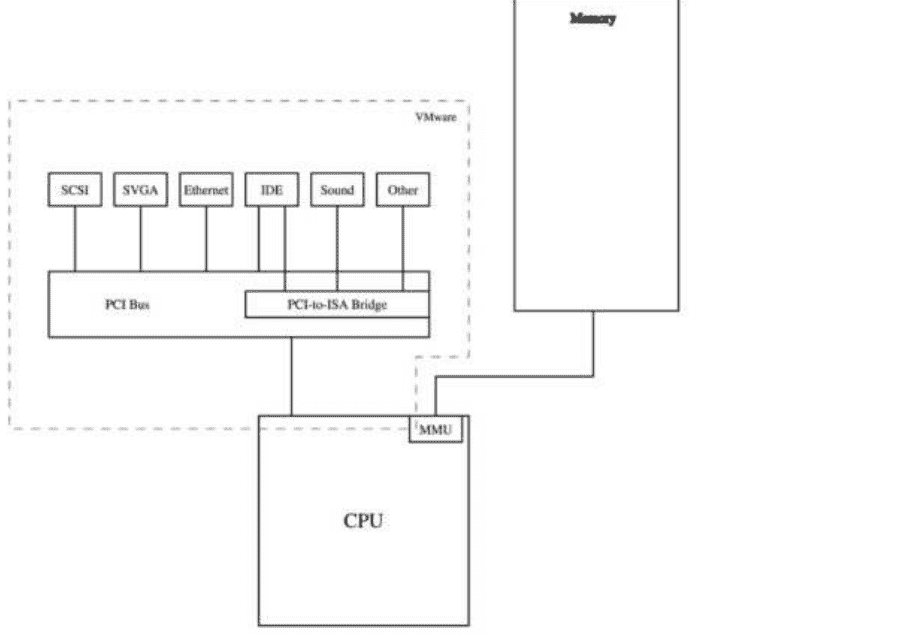 Memory
VMware
SCSI
SVGA
Ethernet
IDE
Sound
Other
PCI Bus
PCI-to-ISA Bridge
MMU
CPU